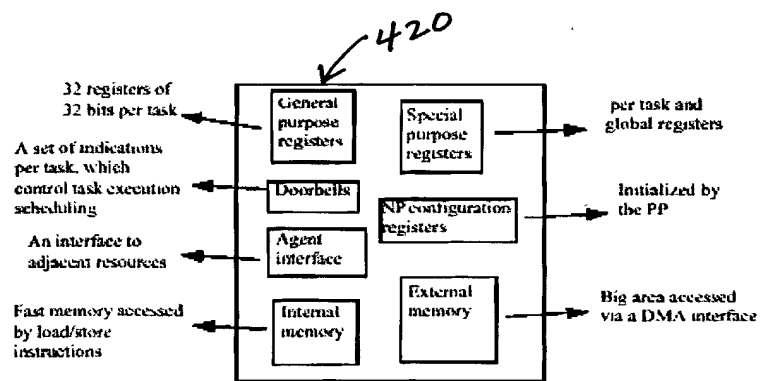 420
32 registers of
32 bits per task
General
purpose
registers
Special
purpose
registers
per task and
global registers
A set of indications
per task, which
control task execution
scheduling
Doorbells
NP configuration
registers
Initialized by
the PP
An interface to
adjacent resources
Agent
interface
Fast memory accessed
by load/store
instructions
Internal
memory
External
memory
Big area accessed
via a DMA interface